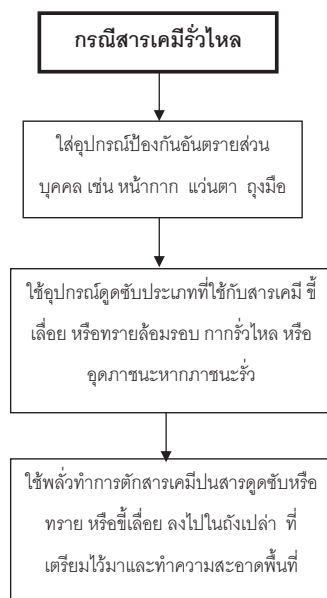 กรณีสารเคมีรั่วไหล
ใส่อุปกรณ์ป้องกันอันตรายส่วน
บุคคล เช่น หน้ากาก แว่นตา ถุงมือ
ใช้อุปกรณ์ดูดซับประเภทที่ใช้กับสารเคมี ขี้
เลื่อย หรือทรายล้อมรอบ กากรั่วไหล หรือ
อุดภาชนะหากภาชนะรั่ว
ใช้พลั่วทำการตักสารเคมีปนสารดูดซับหรือ
ทราย หรือขี้เลื่อย ลงไปในถังเปล่า ที่
เตรียมไว้มาและทำความสะอาดพื้นที่